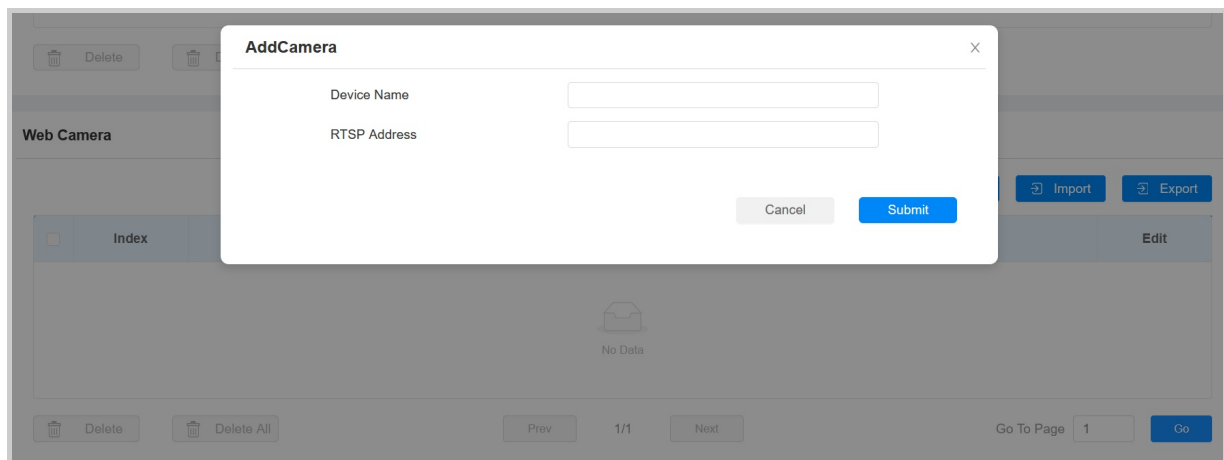 Delete
AddCamera
Device Name
RTSP Address
Web Camera
Import Export
Cancel Submit
Index Edit
No Data
Delete Delete All Prev 1/1 Next Go To Page 1 Go